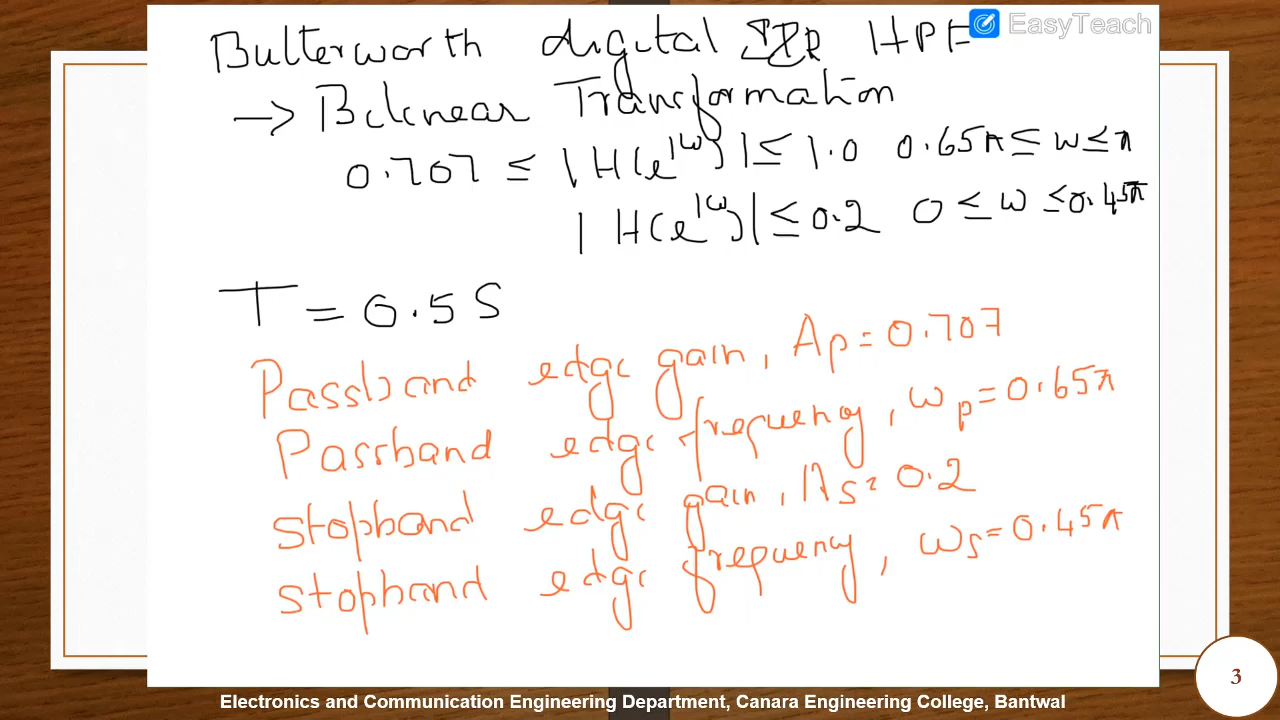 EasyTeach
Butterworth digital IIR HPF
→ Bilinear Transformation
0.707 ≤ |H(e^jω)| ≤ 1.0 0.65π ≤ ω ≤ π
|H(e^jω)| ≤ 0.2 0 ≤ ω ≤ 0.45π
T = 0.5 S
Passband edge gain, Ap = 0.707
Passband edge frequency, ωp = 0.65π
stopband edge gain, As = 0.2
stopband edge frequency, ωs = 0.45π
3
Electronics and Communication Engineering Department, Canara Engineering College, Bantwal